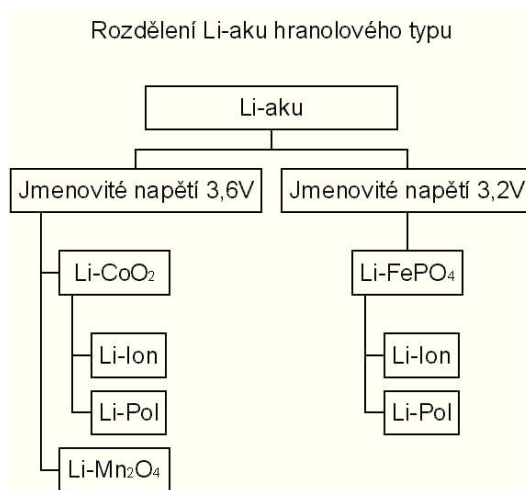 Rozdělení Li-aku hranolového typu
Li-aku
Jmenovité napětí 3,6V
Jmenovité napětí 3,2V
Li-CoO₂
Li-FePO₄
Li-Ion
Li-Ion
Li-Pol
Li-Pol
Li-Mn₂O₄